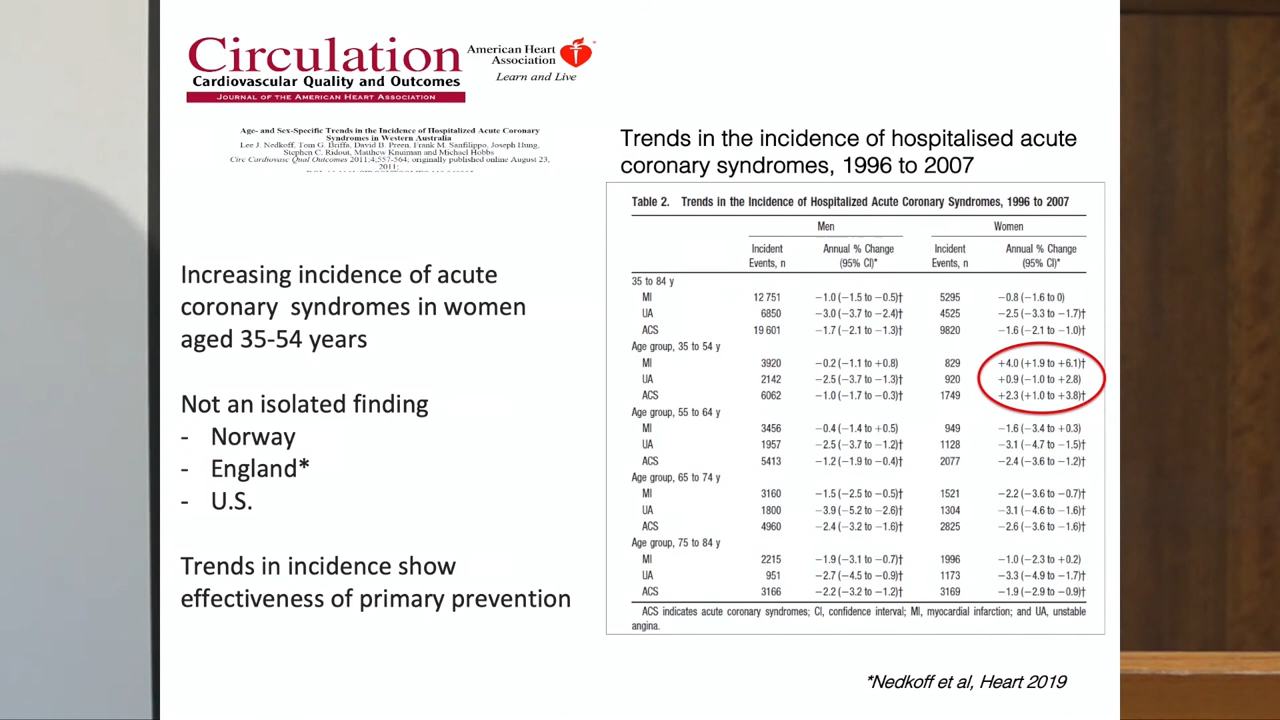 Circulation
Cardiovascular Quality and Outcomes
JOURNAL OF THE AMERICAN HEART ASSOCIATION
American Heart
Association
Learn and Live
Age- and Sex-Specific Trends in the Incidence of Hospitalized Acute Coronary
Syndromes in Western Australia
Lee J. Nedkoff, Tom G. Briffa, David B. Preen, Frank M. Sanfilippo, Joseph Hung,
Stephen C. Ridout, Matthew Knuiman and Michael Hobbs
Circ Cardiovasc Qual Outcomes 2011;4;557-564; originally published online August 23,
2011;
Increasing incidence of acute
coronary syndromes in women
aged 35-54 years
Not an isolated finding
- Norway
- England*
- U.S.
Trends in incidence show
effectiveness of primary prevention
Trends in the incidence of hospitalised acute
coronary syndromes, 1996 to 2007
Table 2. Trends in the Incidence of Hospitalized Acute Coronary Syndromes, 1996 to 2007
Men Women
Incident Annual % Change Incident Annual % Change
Events, n (95% CI)* Events, n (95% CI)*
35 to 84 y
MI 12 751 −1.0 (−1.5 to −0.5)† 5295 −0.8 (−1.6 to 0)
UA 6850 −3.0 (−3.7 to −2.4)† 4525 −2.5 (−3.3 to −1.7)†
ACS 19 601 −1.7 (−2.1 to −1.3)† 9820 −1.6 (−2.1 to −1.0)†
Age group, 35 to 54 y
MI 3920 −0.2 (−1.1 to +0.8) 829 +4.0 (+1.9 to +6.1)†
UA 2142 −2.5 (−3.7 to −1.3)† 920 +0.9 (−1.0 to +2.8)
ACS 6062 −1.0 (−1.7 to −0.3)† 1749 +2.3 (+1.0 to +3.8)†
Age group, 55 to 64 y
MI 3456 −0.4 (−1.4 to +0.5) 949 −1.6 (−3.4 to +0.3)
UA 1957 −2.5 (−3.7 to −1.2)† 1128 −3.1 (−4.7 to −1.5)†
ACS 5413 −1.2 (−1.9 to −0.4)† 2077 −2.4 (−3.6 to −1.2)†
Age group, 65 to 74 y
MI 3160 −1.5 (−2.5 to −0.5)† 1521 −2.2 (−3.6 to −0.7)†
UA 1800 −3.9 (−5.2 to −2.6)† 1304 −3.1 (−4.6 to −1.6)†
ACS 4960 −2.4 (−3.2 to −1.6)† 2825 −2.6 (−3.6 to −1.6)†
Age group, 75 to 84 y
MI 2215 −1.9 (−3.1 to −0.7)† 1996 −1.0 (−2.3 to +0.2)
UA 951 −2.7 (−4.5 to −0.9)† 1173 −3.3 (−4.9 to −1.7)†
ACS 3166 −2.2 (−3.2 to −1.2)† 3169 −1.9 (−2.9 to −0.9)†
ACS indicates acute coronary syndromes; CI, confidence interval; MI, myocardial infarction; and UA, unstable
angina.
*Nedkoff et al, Heart 2019